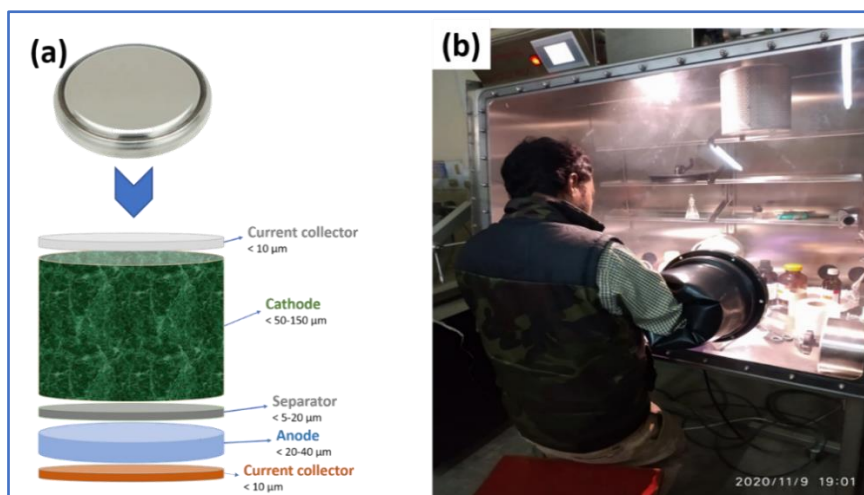 (a)
Current collector
< 10 µm
Cathode
< 50-150 µm
Separator
< 5-20 µm
Anode
< 20-40 µm
Current collector
< 10 µm
(b)
2020/11/9 19:01